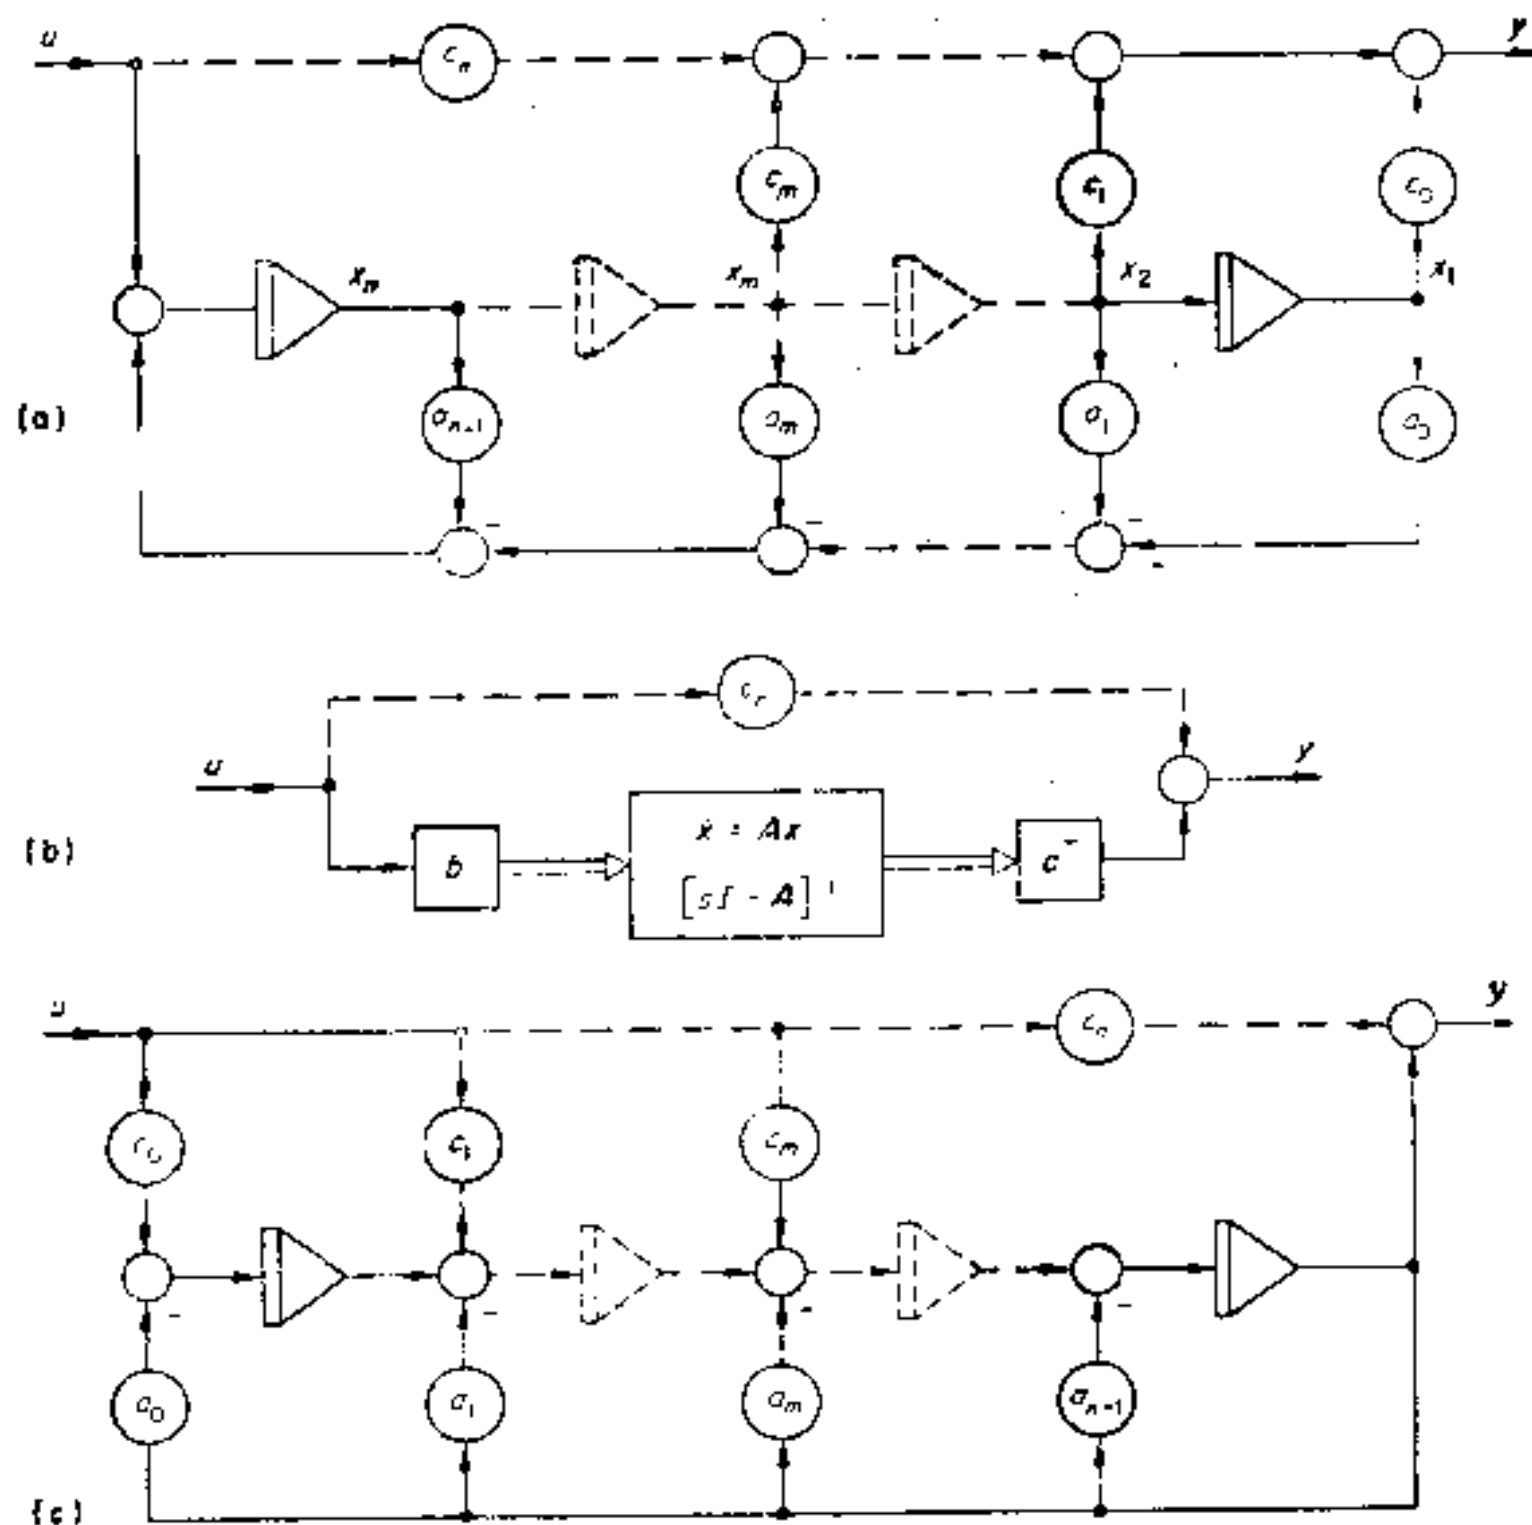 u c_n y
c_m c_1 c_0
x_n x_m x_2 x_1
(a) a_{n-1} a_m a_1 a_0
- - - -
c_n
u y
ẋ = Ax
(b) b c^T
[sI - A]^{-1}
u c_n y
c_0 c_1 c_m
- - - -
a_0 a_1 a_m a_{n-1}
(c)